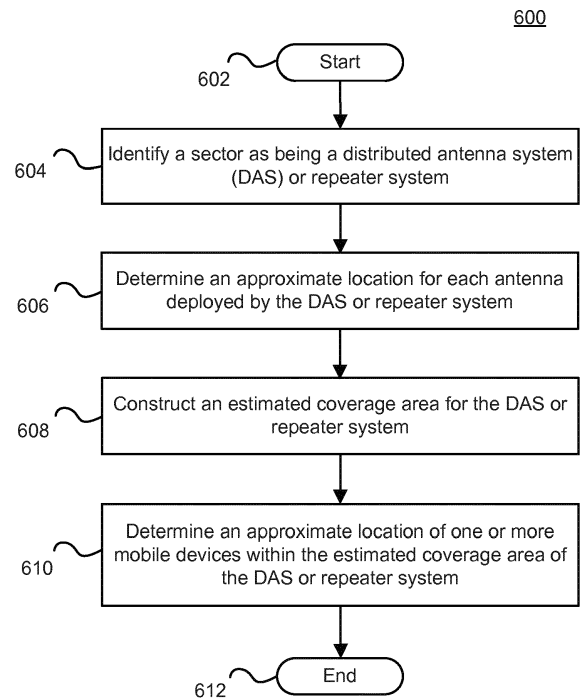 600
Start
602
Identify a sector as being a distributed antenna system
(DAS) or repeater system
604
Determine an approximate location for each antenna
deployed by the DAS or repeater system
606
Construct an estimated coverage area for the DAS or
repeater system
608
Determine an approximate location of one or more
mobile devices within the estimated coverage area of
the DAS or repeater system
610
End
612